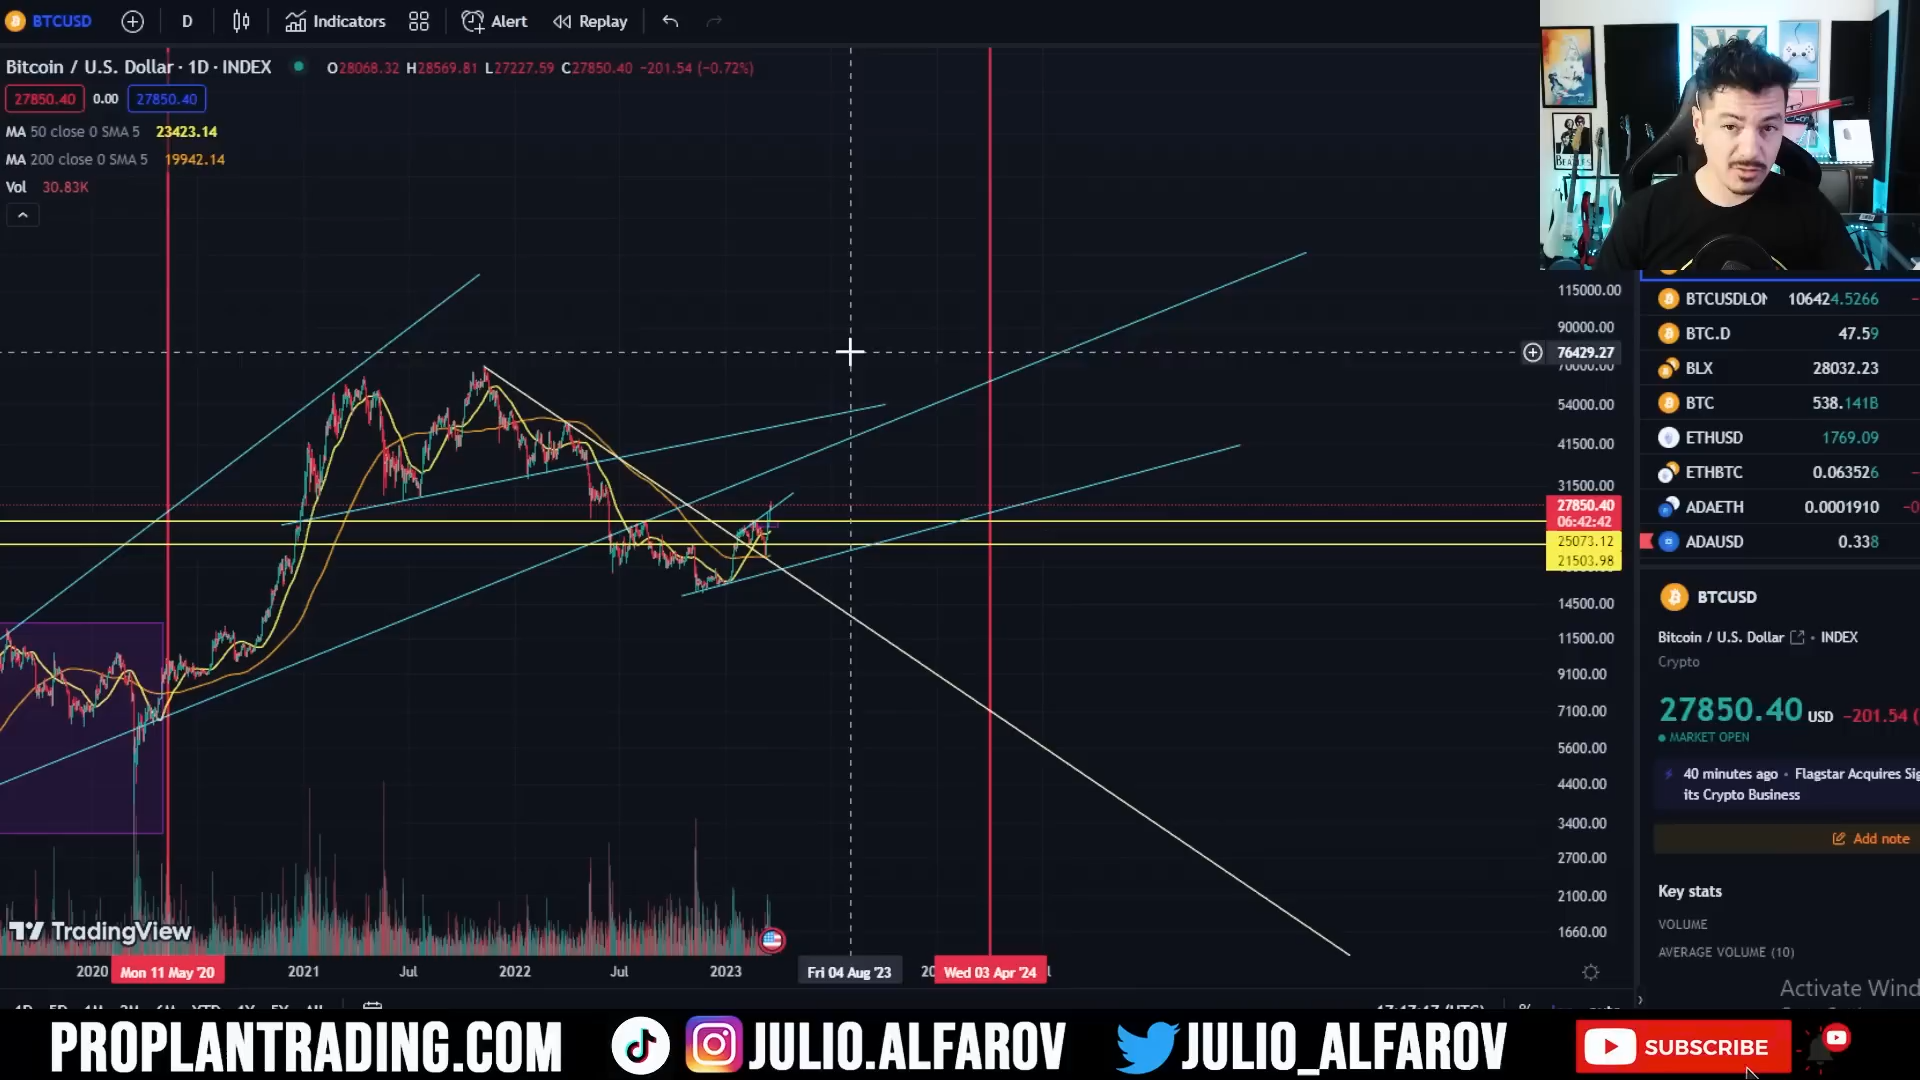 BTCUSD
D
Indicators
Alert
Replay
Bitcoin / U.S. Dollar · 1D · INDEX
O28068.32 H28569.81 L27227.59 C27850.40 −201.54 (−0.72%)
27850.40 0.00 27850.40
MA 50 close 0 SMA 5 23423.14
MA 200 close 0 SMA 5 19942.14
Vol 30.83K
BEATLES
115000.00
90000.00
76429.27
70000.00
54000.00
41500.00
31500.00
27850.40
06:42:42
25073.12
21503.98
14500.00
11500.00
9100.00
7100.00
5600.00
4400.00
3400.00
2700.00
2100.00
1660.00
BTCUSDLON 106424.5266
BTC.D 47.59
BLX 28032.23
BTC 538.141B
ETHUSD 1769.09
ETHBTC 0.063526
ADAETH 0.0001910
ADAUSD 0.338
BTCUSD
Bitcoin / U.S. Dollar · INDEX
Crypto
27850.40 USD −201.54 (
MARKET OPEN
40 minutes ago · Flagstar Acquires Sig
its Crypto Business
Add note
Key stats
VOLUME
AVERAGE VOLUME (10)
Activate Wind
TradingView
2020 Mon 11 May '20 2021 Jul 2022 Jul 2023 Fri 04 Aug '23 20 Wed 03 Apr '24
PROPLANTRADING.COM JULIO.ALFAROV JULIO_ALFAROV SUBSCRIBE